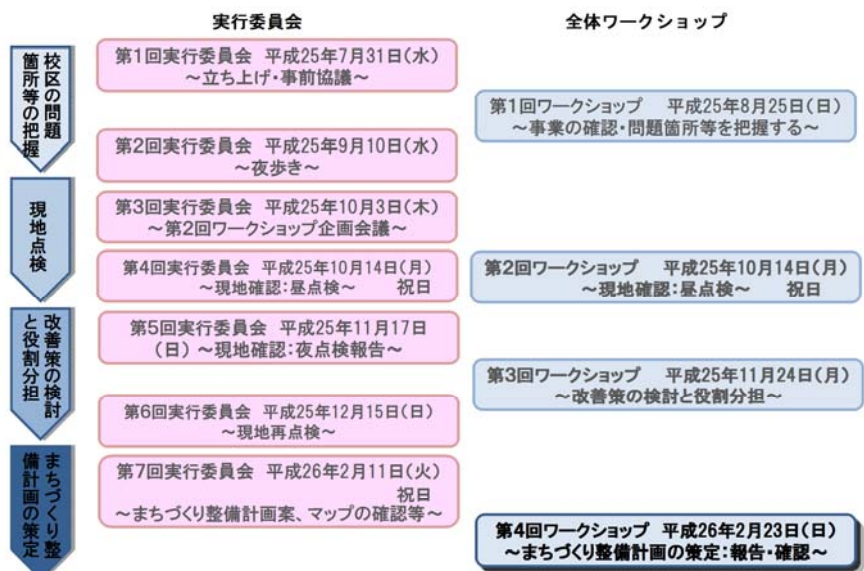 実行委員会
全体ワークショップ
校区の問題
箇所等の把握
第1回実行委員会 平成25年7月31日(水)
～立ち上げ・事前協議～
第1回ワークショップ 平成25年8月25日(日)
～事業の確認・問題箇所等を把握する～
第2回実行委員会 平成25年9月10日(水)
～夜歩き～
現地点検
第3回実行委員会 平成25年10月3日(木)
～第2回ワークショップ企画会議～
第4回実行委員会 平成25年10月14日(月)
～現地確認:昼点検～ 祝日
第2回ワークショップ 平成25年10月14日(月)
～現地確認:昼点検～ 祝日
改善策の検討
と役割分担
第5回実行委員会 平成25年11月17日
(日) ～現地確認:夜点検報告～
第3回ワークショップ 平成25年11月24日(月)
～改善策の検討と役割分担～
第6回実行委員会 平成25年12月15日(日)
～現地再点検～
まちづくり整
備計画の策定
第7回実行委員会 平成26年2月11日(火)
祝日
～まちづくり整備計画案、マップの確認等～
第4回ワークショップ 平成26年2月23日(日)
～まちづくり整備計画の策定:報告・確認～